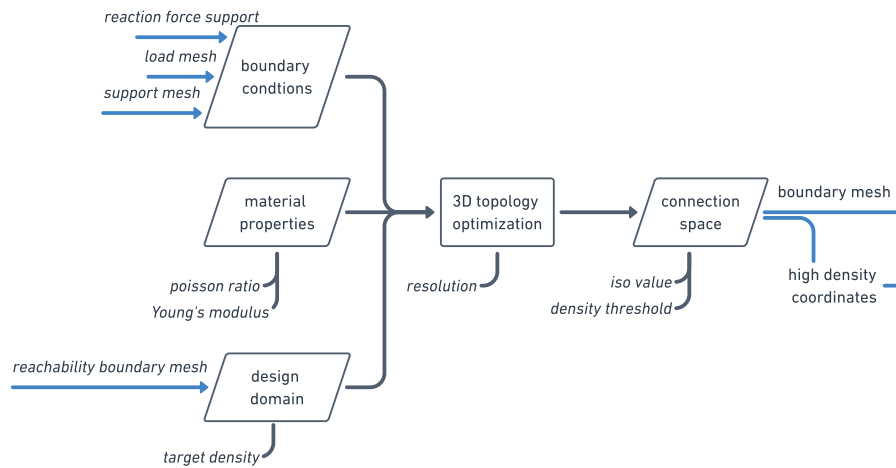 reaction force support
load mesh
support mesh
boundary
condtions
material
properties
poisson ratio
Young's modulus
reachability boundary mesh
design
domain
target density
3D topology
optimization
resolution
connection
space
iso value
density threshold
boundary mesh
high density
coordinates